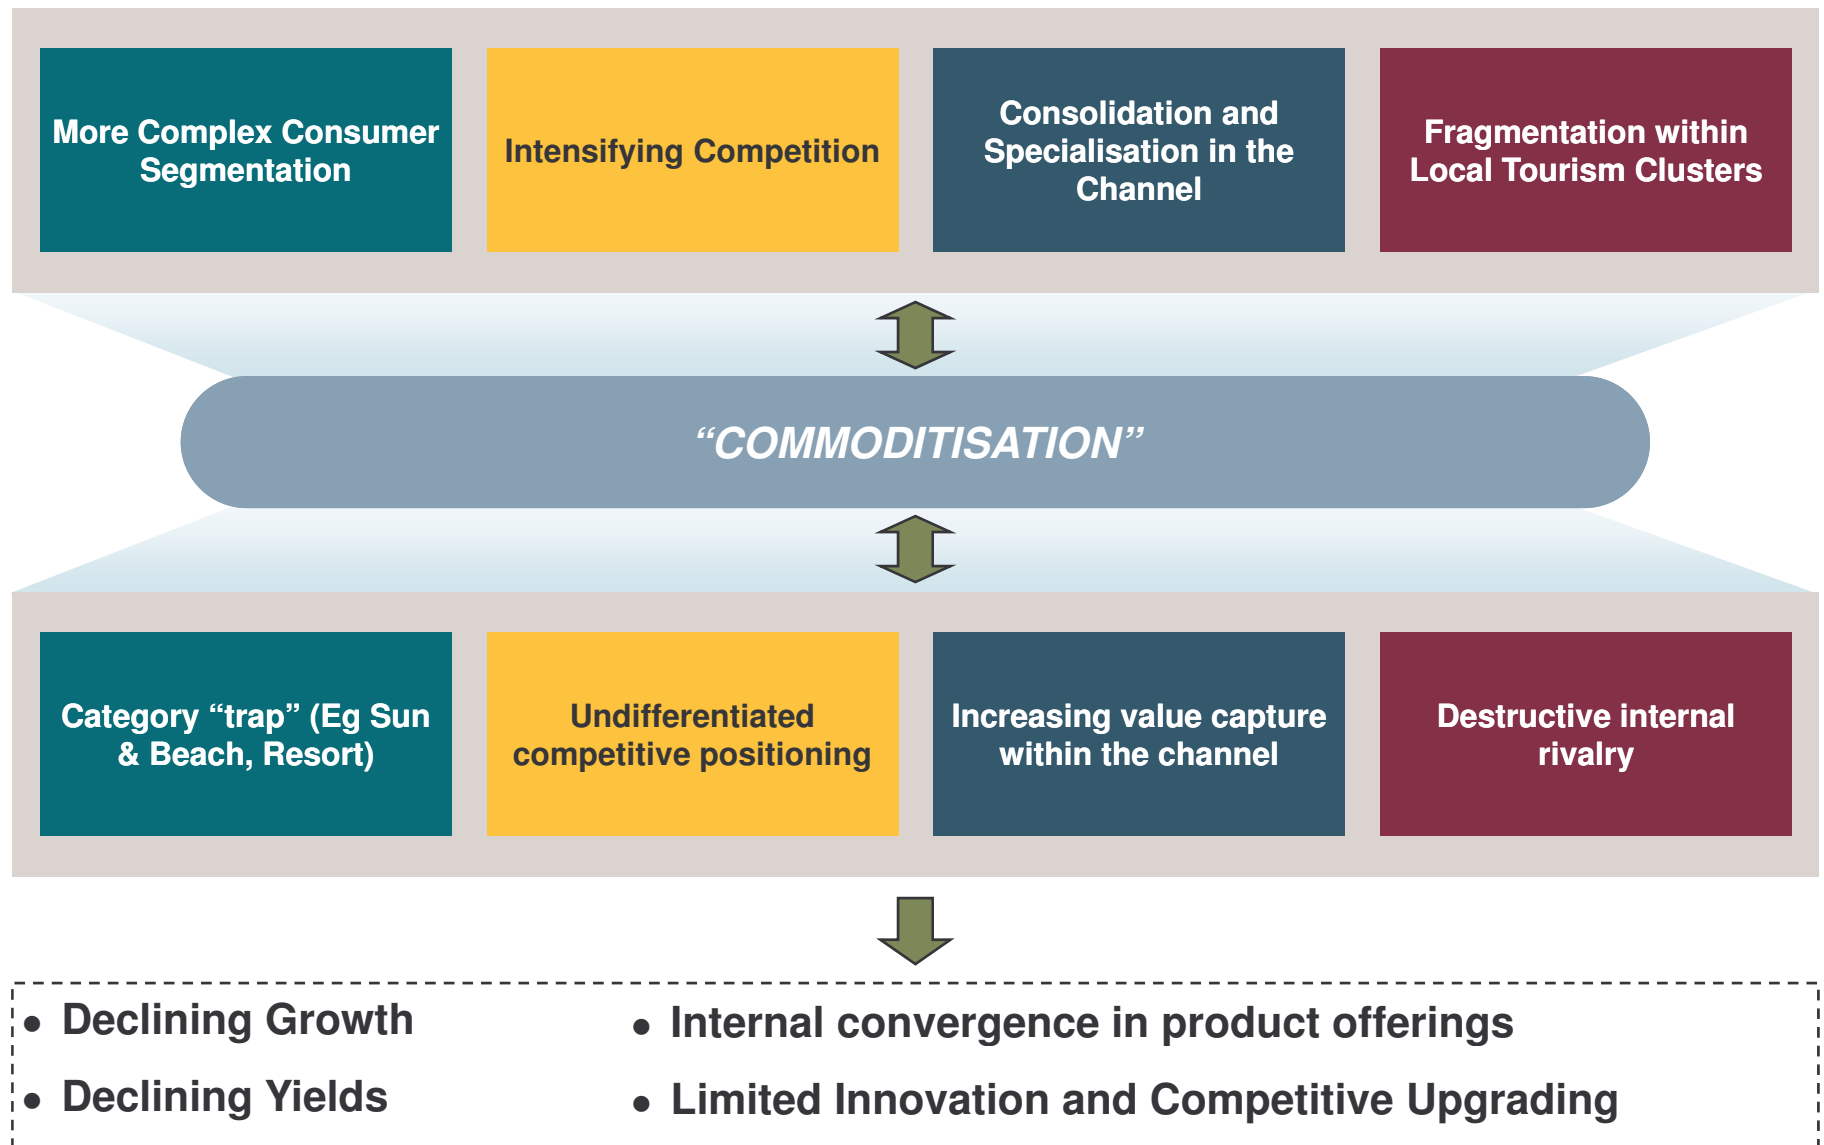 More Complex Consumer
Segmentation
Intensifying Competition
Consolidation and
Specialisation in the
Channel
Fragmentation within
Local Tourism Clusters
“COMMODITISATION”
Category “trap” (Eg Sun
& Beach, Resort)
Undifferentiated
competitive positioning
Increasing value capture
within the channel
Destructive internal
rivalry
● Declining Growth
● Declining Yields
● Internal convergence in product offerings
● Limited Innovation and Competitive Upgrading